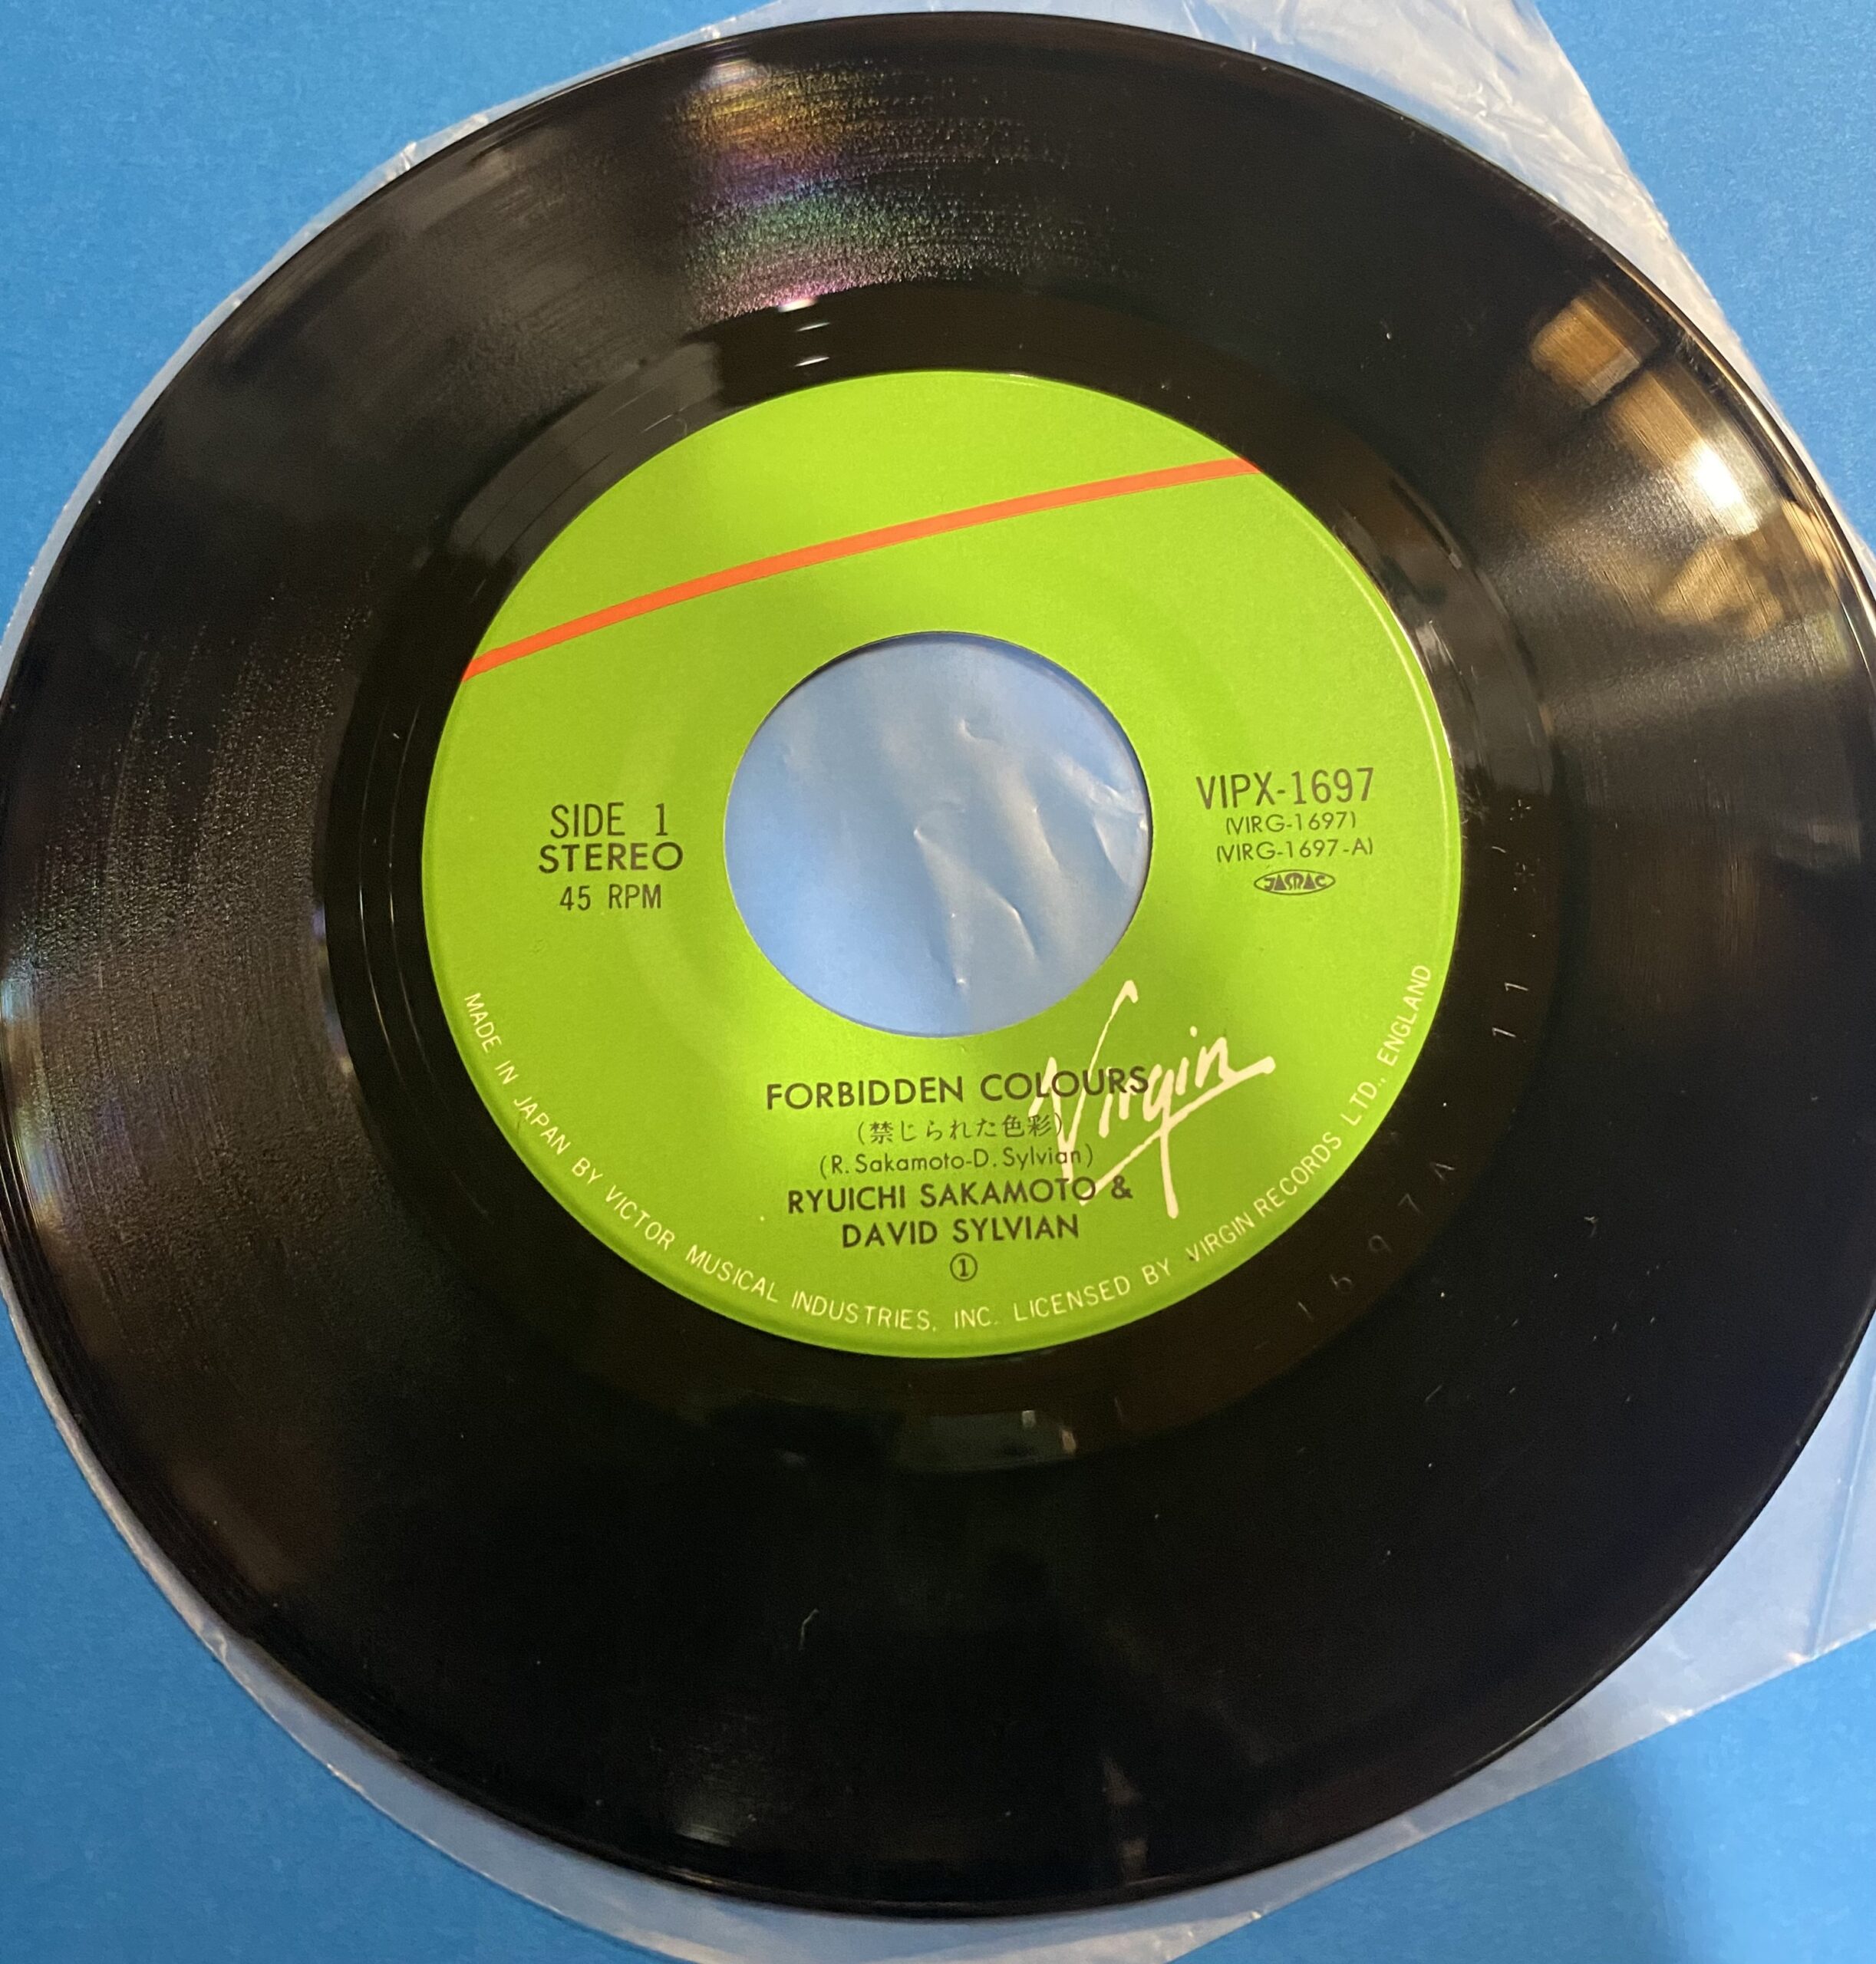 SIDE 1
STEREO
45 RPM
VIPX-1697
(VIRG-1697)
(VIRG-1697-A)
JASRAC
Virgin
FORBIDDEN COLOURS
(禁じられた色彩)
(R. Sakamoto-D. Sylvian)
RYUICHI SAKAMOTO &
DAVID SYLVIAN
①
MADE IN JAPAN BY VICTOR MUSICAL INDUSTRIES, INC. LICENSED BY VIRGIN RECORDS LTD., ENGLAND
1697A
11